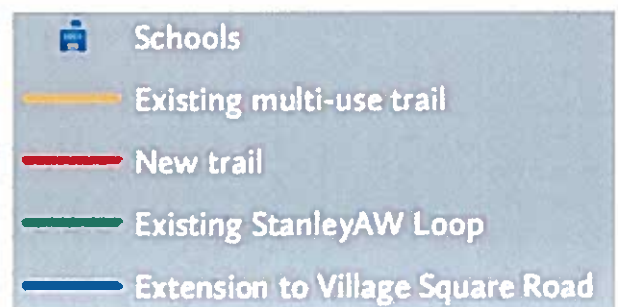 Schools
Existing multi-use trail
New trail
Existing StanleyAW Loop
Extension to Village Square Road